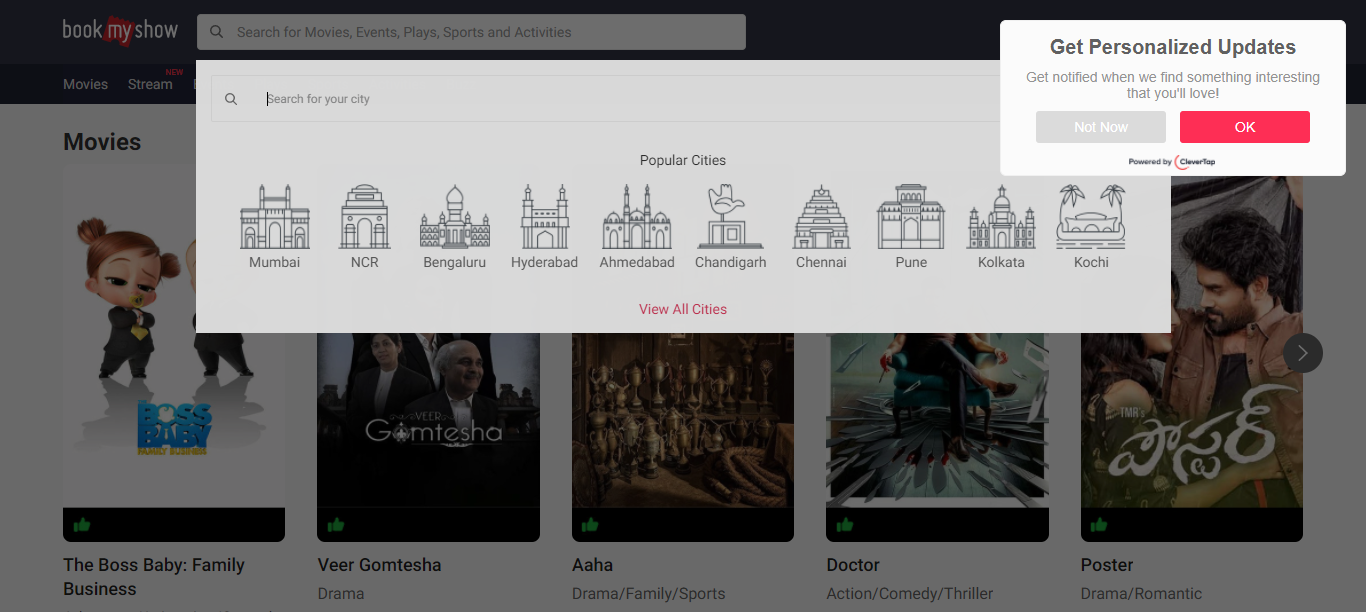 book my show
Search for Movies, Events, Plays, Sports and Activities
Get Personalized Updates
Get notified when we find something interesting
that you'll love!
Not Now
OK
Powered by CleverTap
Movies
Stream
NEW
Search for your city
Movies
Popular Cities
Mumbai
NCR
Bengaluru
Hyderabad
Ahmedabad
Chandigarh
Chennai
Pune
Kolkata
Kochi
View All Cities
BOSS
BABY
FAMILY BUSINESS
VEER
GOMTESHA
TMR's
పోస్టర్
The Boss Baby: Family
Business
Veer Gomtesha
Drama
Aaha
Drama/Family/Sports
Doctor
Action/Comedy/Thriller
Poster
Drama/Romantic